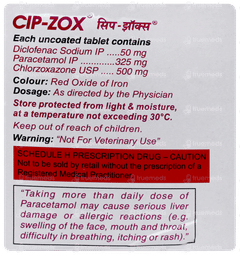 CIP-ZOX® सिप-झॉक्स®
Each uncoated tablet contains
Diclofenac Sodium IP .....50 mg
Paracetamol IP ..............325 mg
Chlorzoxazone USP ..... 500 mg
Colour: Red Oxide of Iron
Dosage: As directed by the Physician
Store protected from light & moisture,
at a temperature not exceeding 30°C.
Keep out of reach of children.
Warning: "Not For Veterinary Use"
SCHEDULE H PRESCRIPTION DRUG – CAUTION
Not to be sold by retail without the prescription of a
Registered Medical Practitioner.
"Taking more than daily dose of
Paracetamol may cause serious liver
damage or allergic reactions (e.g.
swelling of the face, mouth and throat,
difficulty in breathing, itching or rash)."